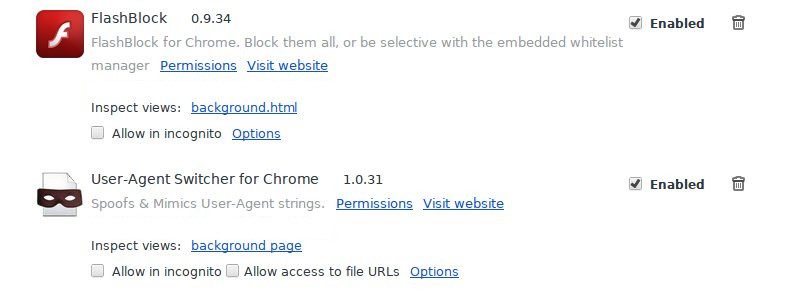 FlashBlock 0.9.34 Enabled
FlashBlock for Chrome. Block them all, or be selective with the embedded whitelist
manager Permissions Visit website
Inspect views: background.html
Allow in incognito Options
User-Agent Switcher for Chrome 1.0.31 Enabled
Spoofs & Mimics User-Agent strings. Permissions Visit website
Inspect views: background page
Allow in incognito Allow access to file URLs Options